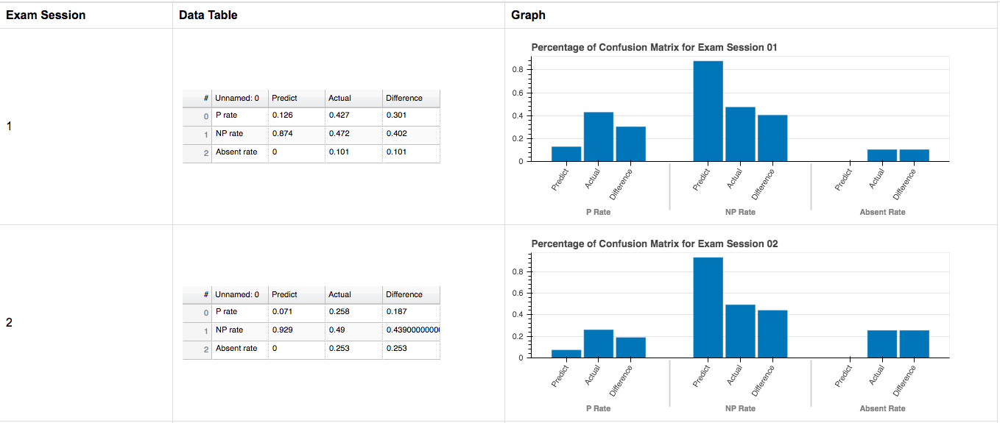 Exam Session Data Table Graph
1
# Unnamed: 0 Predict Actual Difference
0 P rate 0.126 0.427 0.301
1 NP rate 0.874 0.472 0.402
2 Absent rate 0 0.101 0.101
Percentage of Confusion Matrix for Exam Session 01
0.8
0.6
0.4
0.2
0
Predict Actual Difference Predict Actual Difference Predict Actual Difference
P Rate NP Rate Absent Rate
2
# Unnamed: 0 Predict Actual Difference
0 P rate 0.071 0.258 0.187
1 NP rate 0.929 0.49 0.4390000000
2 Absent rate 0 0.253 0.253
Percentage of Confusion Matrix for Exam Session 02
0.8
0.6
0.4
0.2
0
Predict Actual Difference Predict Actual Difference Predict Actual Difference
P Rate NP Rate Absent Rate